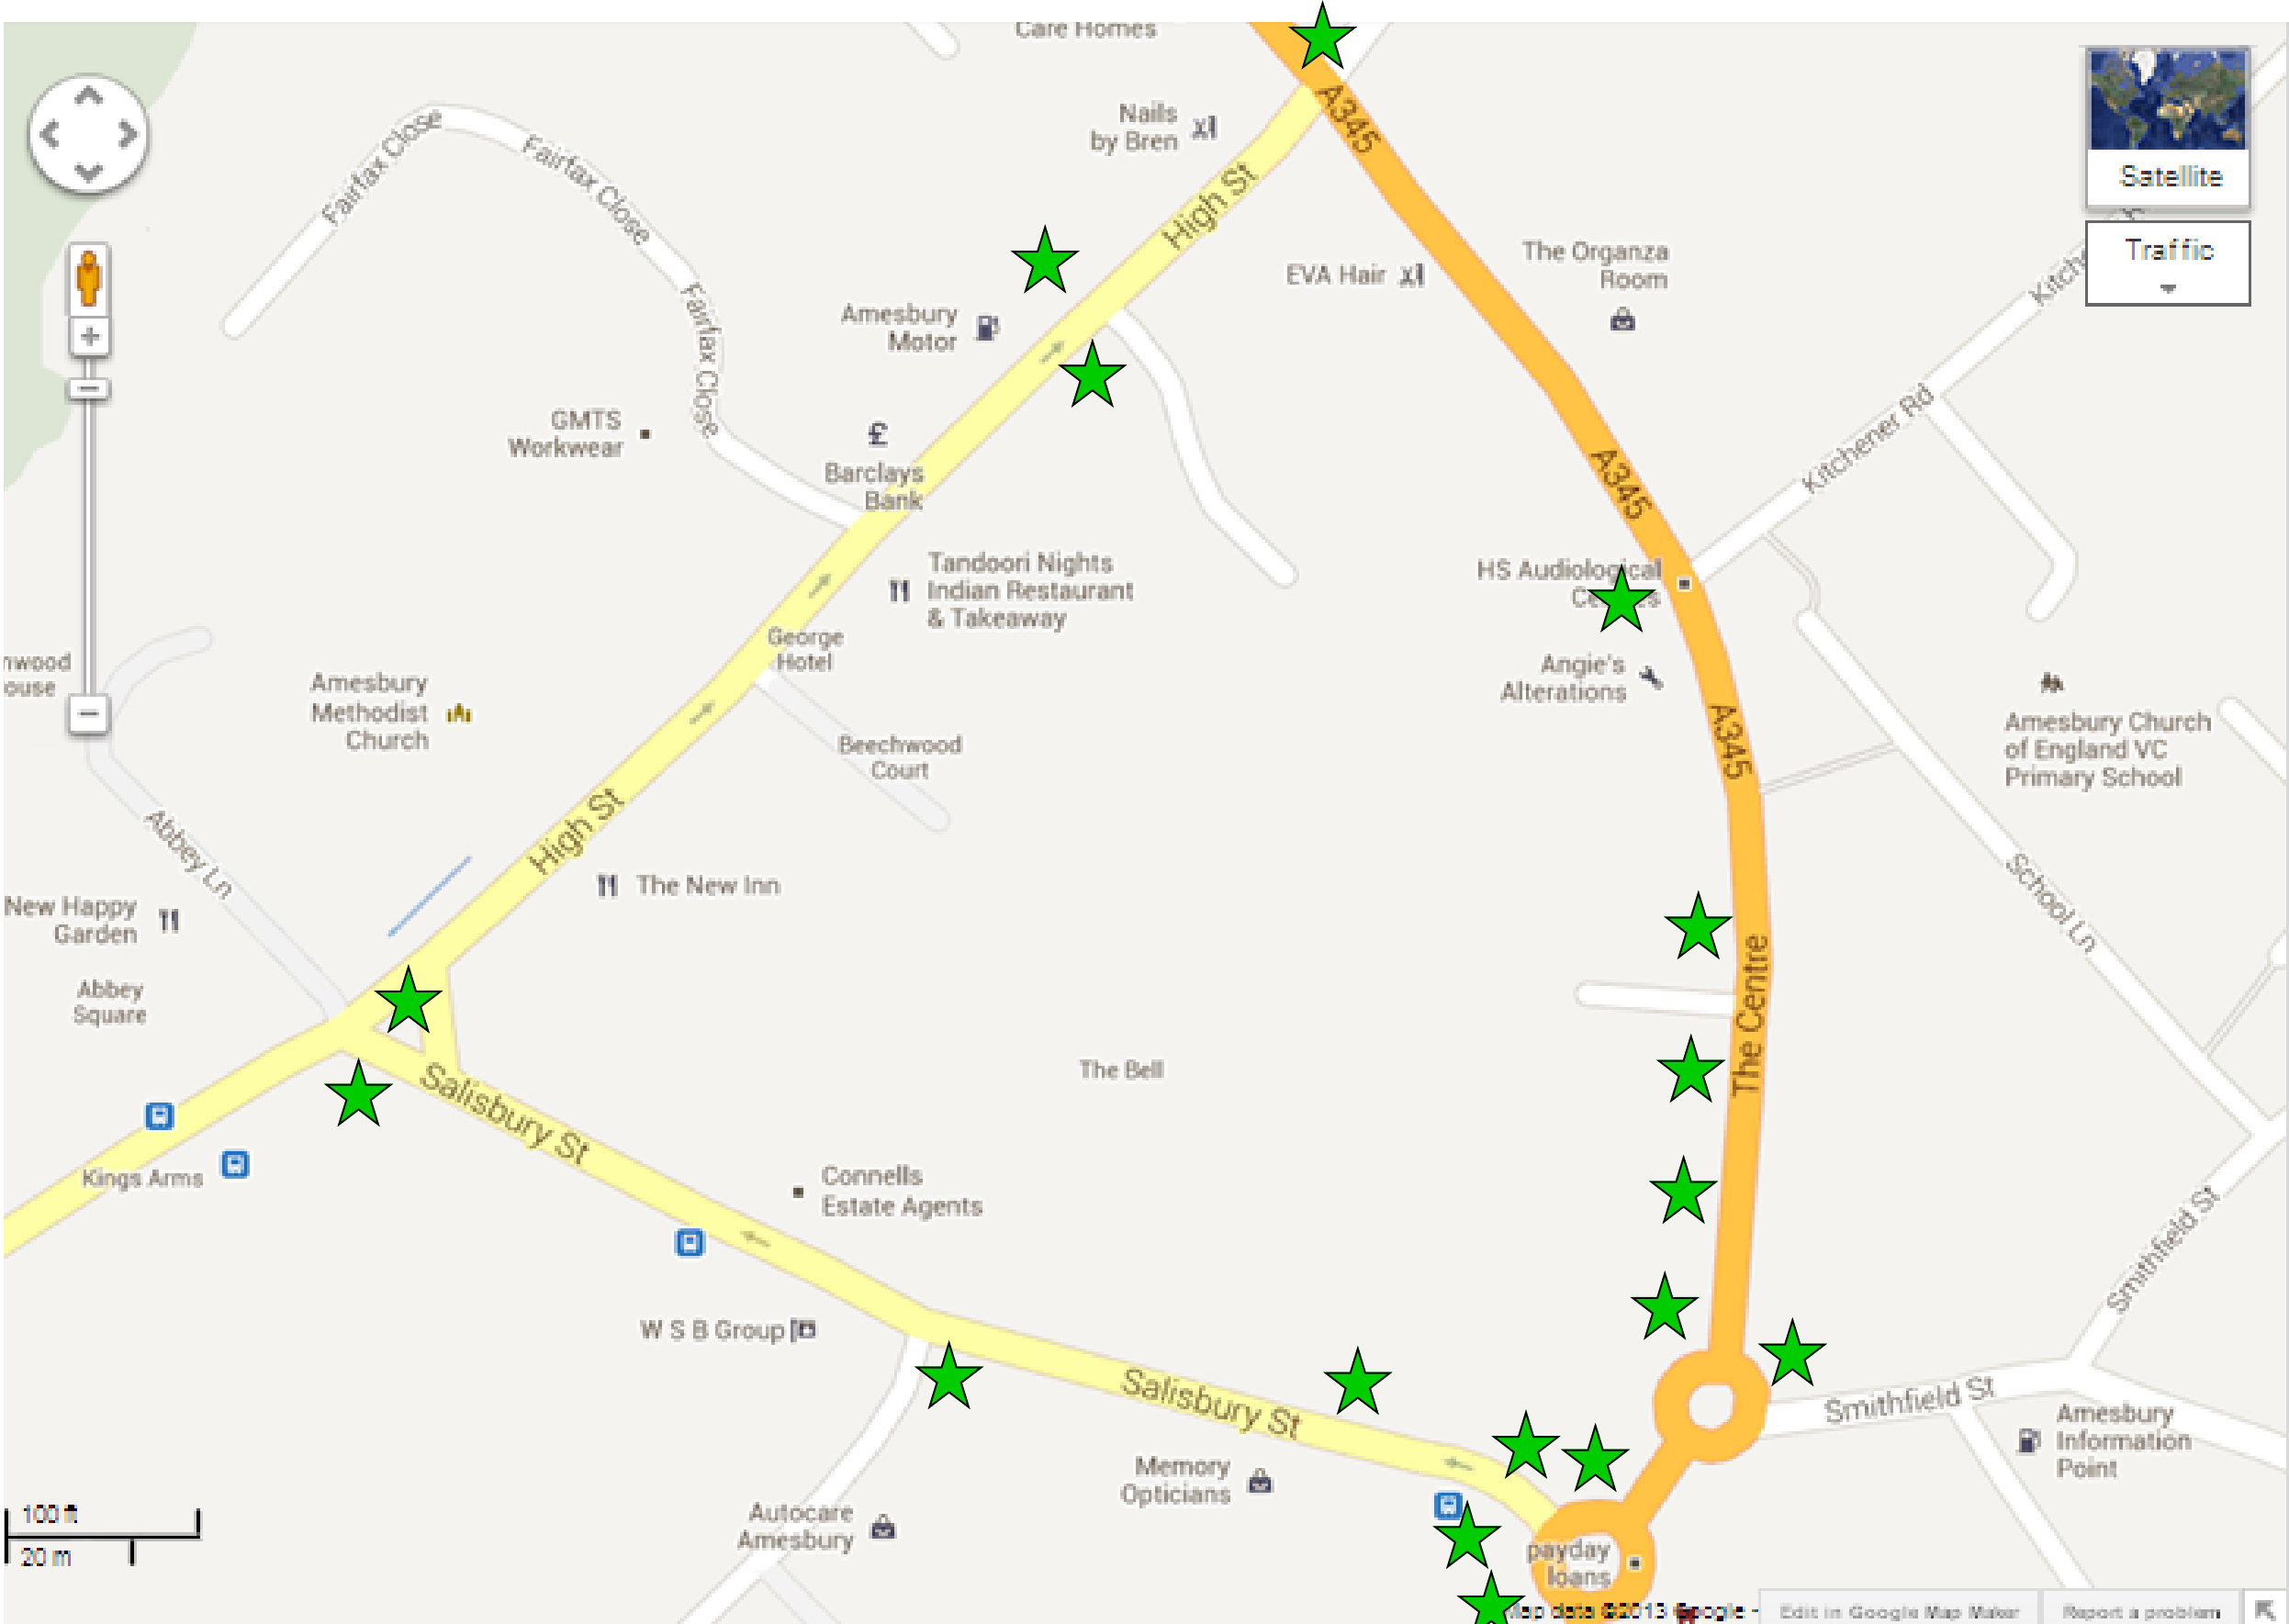 Care Homes
A345
Nails
by Bren
Satellite
Fairfax Close
Fairfax Close
High St
Traffic
The Organza
Room
EVA Hair
Amesbury
Motor
Fairfax Close
GMTS
Workwear
£
Barclays
Bank
Kitchener Rd
A345
Tandoori Nights
Indian Restaurant
& Takeaway
HS Audiological
George
Hotel
Angie's
Alterations
Amesbury
Methodist
Church
A345
Amesbury Church
of England VC
Primary School
Beechwood
Court
High St
Abbey Ln
The New Inn
New Happy
Garden
School Ln
Abbey
Square
The Centre
The Bell
Salisbury St
Kings Arms
Connells
Estate Agents
Smithfield St
W S B Group
Salisbury St
Smithfield St
Amesbury
Information
Point
Memory
Opticians
100 ft
20 m
Autocare
Amesbury
payday
loans
Map data ©2013 Google -
Edit in Google Map Maker
Report a problem